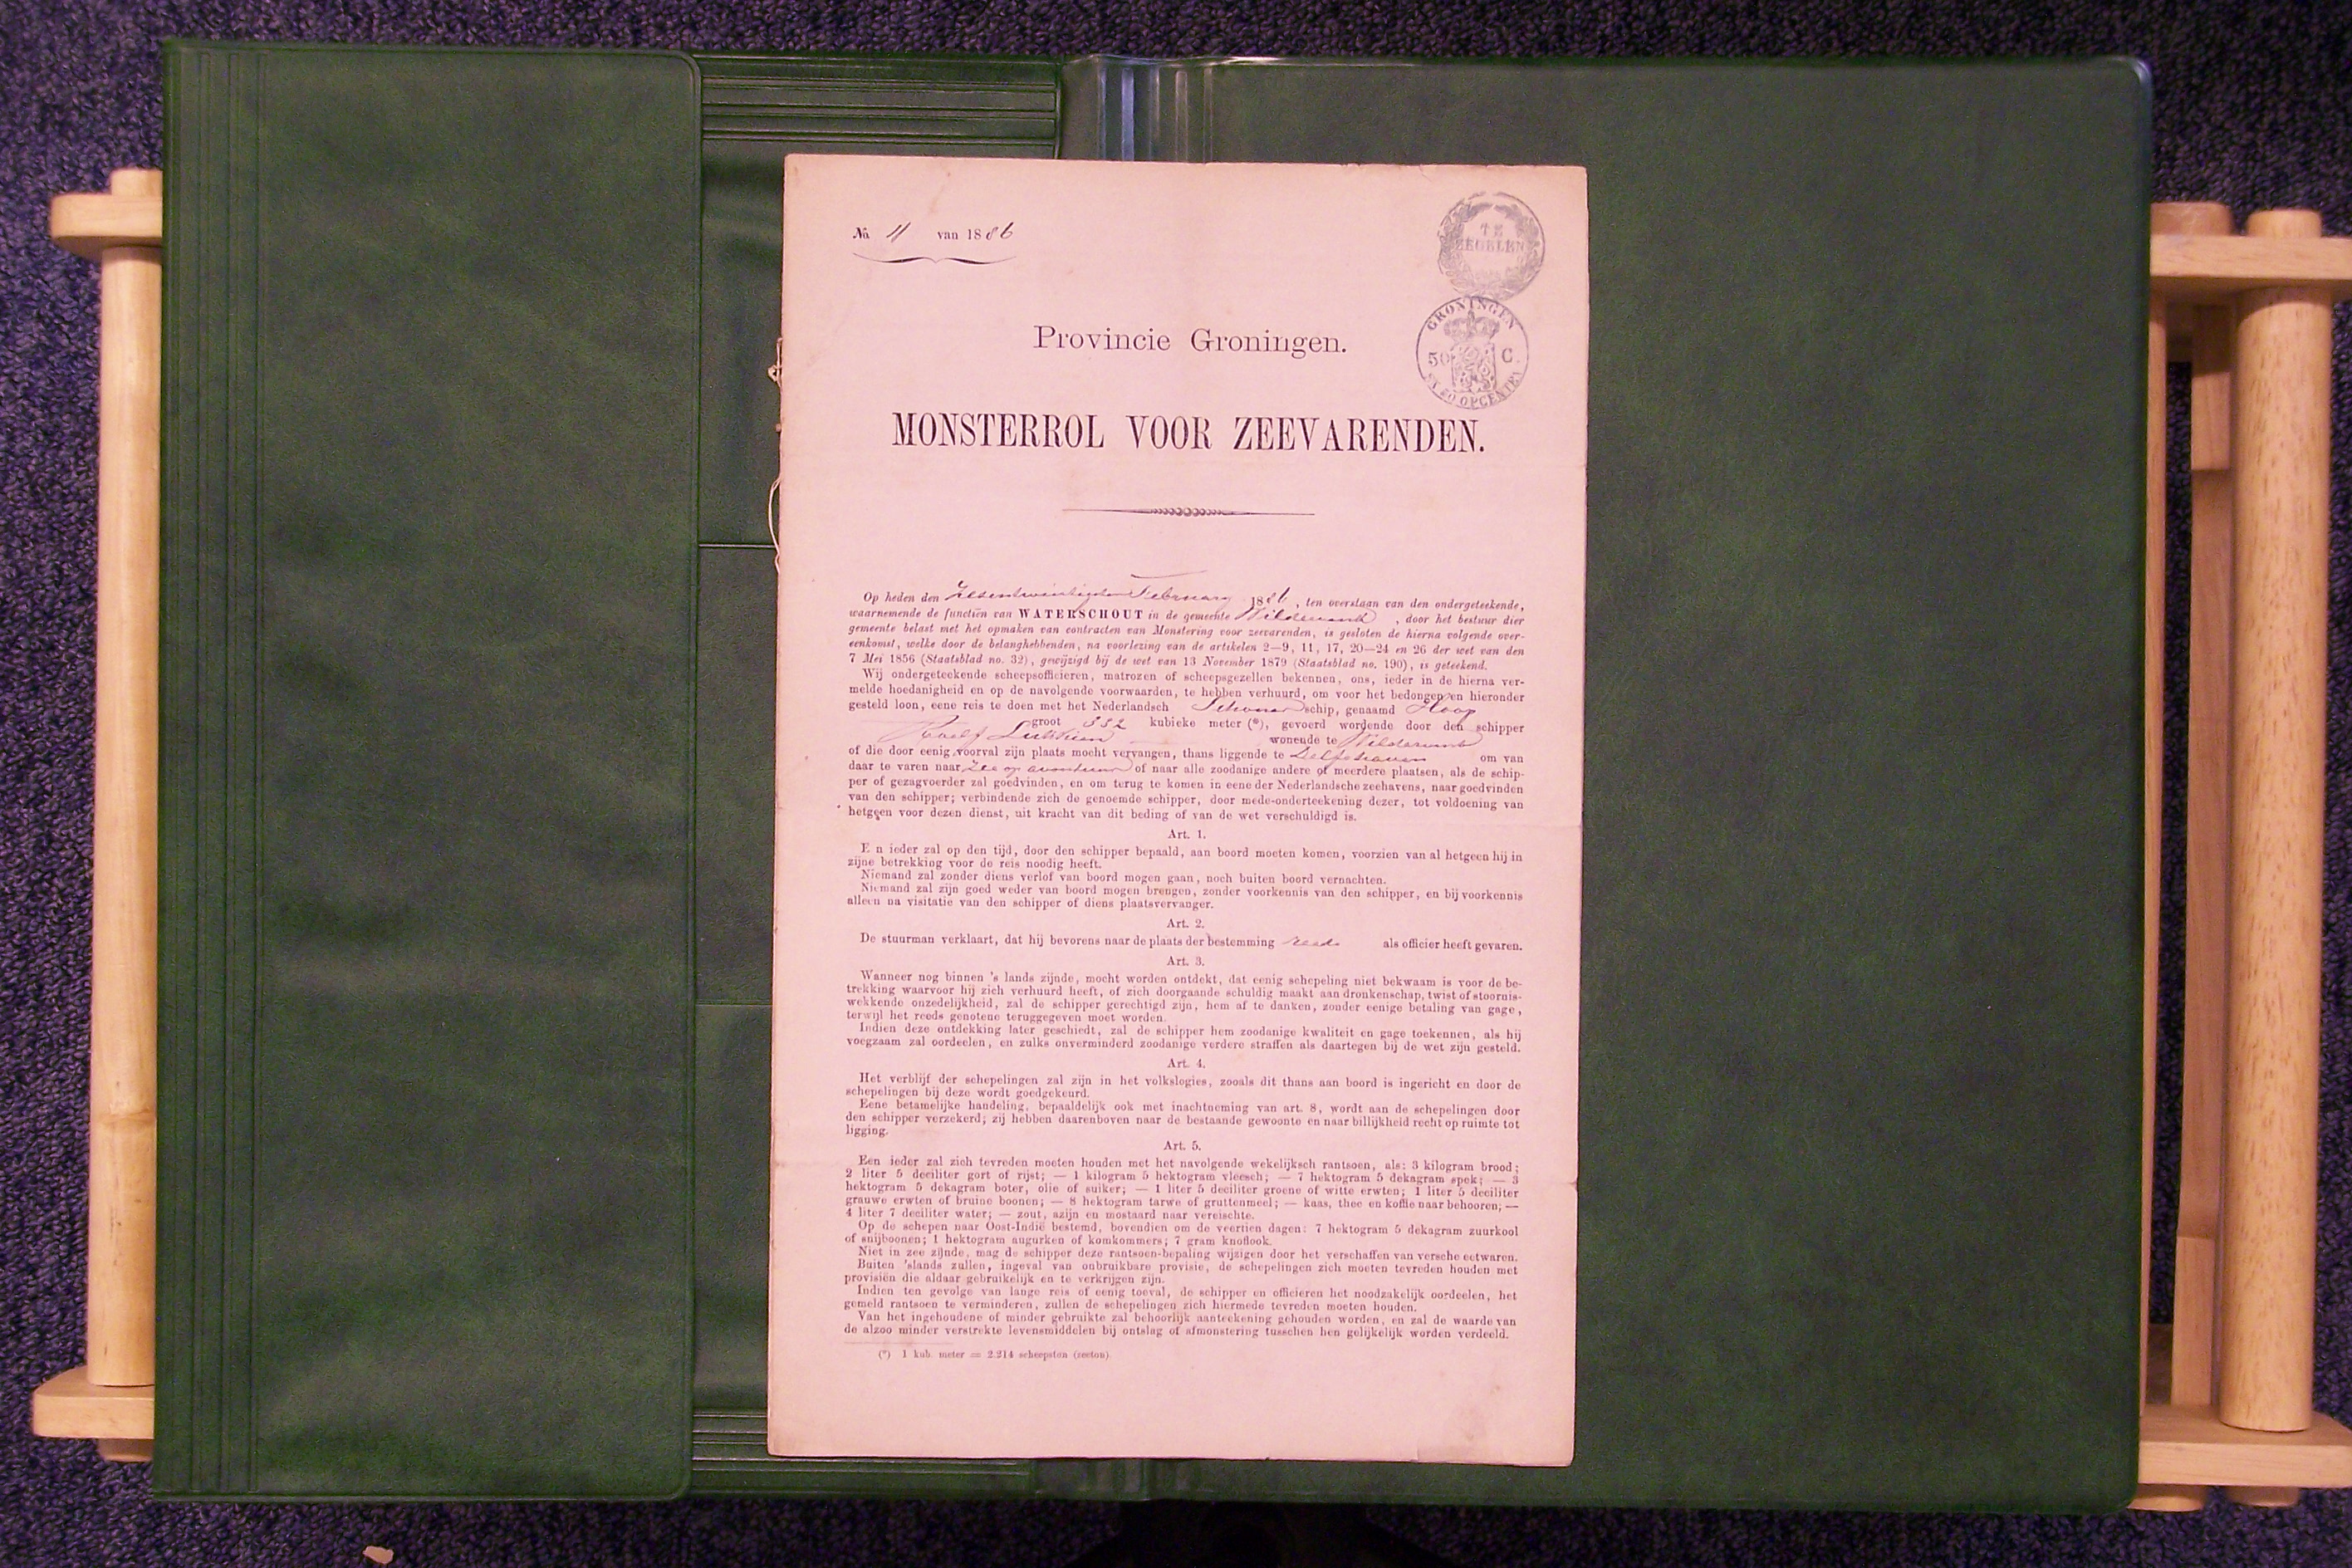 No 4 van 1886
TE
ZEGELEN
GRONINGEN
50 C.
EN 20 OPCENTEN
Provincie Groningen.
MONSTERROL VOOR ZEEVARENDEN.
Op heden den Zesentwintigsten February 1886, ten overstaan van den ondergeteekende,
waarnemende de functiën van WATERSCHOUT in de gemeente Wildervank, door het bestuur dier
gemeente belast met het opmaken van contracten van Monstering voor zeevarenden, is gesloten de hierna volgende over-
eenkomst, welke door de belanghebbenden, na voorlezing van de artikelen 2—9, 11, 17, 20—24 en 26 der wet van den
7 Mei 1856 (Staatsblad no. 32), gewijzigd bij de wet van 13 November 1879 (Staatsblad no. 190), is geteekend.
Wij ondergeteekende scheepsofficieren, matrozen of scheepsgezellen bekennen, ons, ieder in de hierna ver-
melde hoedanigheid en op de navolgende voorwaarden, te hebben verhuurd, om voor het bedongen en hieronder
gesteld loon, eene reis te doen met het Nederlandsch Schoonerschip, genaamd Hoop
groot 332 kubieke meter (*), gevoerd wordende door den schipper
Roelf wonende te Wildervank
of die door eenig voorval zijn plaats mocht vervangen, thans liggende te Delfshaven om van
daar te varen naar Zee op avontuur of naar alle zoodanige andere of meerdere plaatsen, als de schip-
per of gezagvoerder zal goedvinden, en om terug te komen in eene der Nederlandsche zeehavens, naar goedvinden
van den schipper; verbindende zich de genoemde schipper, door mede-onderteekening dezer, tot voldoening van
hetgeen voor dezen dienst, uit kracht van dit beding of van de wet verschuldigd is.
Art. 1.
E n ieder zal op den tijd, door den schipper bepaald, aan boord moeten komen, voorzien van al hetgeen hij in
zijne betrekking voor de reis noodig heeft.
Niemand zal zonder diens verlof van boord mogen gaan, noch buiten boord vernachten.
Niemand zal zijn goed weder van boord mogen brengen, zonder voorkennis van den schipper, en bij voorkennis
alleen na visitatie van den schipper of diens plaatsvervanger.
Art. 2.
De stuurman verklaart, dat hij bevorens naar de plaats der bestemming reeds als officier heeft gevaren.
Art. 3.
Wanneer nog binnen 's lands zijnde, mocht worden ontdekt, dat eenig schepeling niet bekwaam is voor de be-
trekking waarvoor hij zich verhuurd heeft, of zich doorgaande schuldig maakt aan dronkenschap, twist of stoornis-
wekkende onzedelijkheid, zal de schipper gerechtigd zijn, hem af te danken, zonder eenige betaling van gage,
terwijl het reeds genotene teruggegeven moet worden.
Indien deze ontdekking later geschiedt, zal de schipper hem zoodanige kwaliteit en gage toekennen, als hij
voegzaam zal oordeelen, en zulks onverminderd zoodanige verdere straffen als daartegen bij de wet zijn gesteld.
Art. 4.
Het verblijf der schepelingen zal zijn in het volkslogies, zooals dit thans aan boord is ingericht en door de
schepelingen bij deze wordt goedgekeurd.
Eene betamelijke handeling, bepaaldelijk ook met inachtneming van art. 8, wordt aan de schepelingen door
den schipper verzekerd; zij hebben daarenboven naar de bestaande gewoonte en naar billijkheid recht op ruimte tot
ligging.
Art. 5.
Een ieder zal zich tevreden moeten houden met het navolgende wekelijksch rantsoen, als: 3 kilogram brood;
2 liter 5 deciliter gort of rijst; — 1 kilogram 5 hektogram vleesch; — 7 hektogram 5 dekagram spek; — 3
hektogram 5 dekagram boter, olie of suiker; — 1 liter 5 deciliter groene of witte erwten; 1 liter 5 deciliter
grauwe erwten of bruine boonen; — 8 hektogram tarwe of gruttenmeel; — kaas, thee en koffie naar behooren; —
4 liter 7 deciliter water; — zout, azijn en mostaard naar vereischte.
Op de schepen naar Oost-Indië bestemd, bovendien om de veertien dagen: 7 hektogram 5 dekagram zuurkool
of snijboonen; 1 hektogram augurken of komkommers; 7 gram knoflook.
Niet in zee zijnde, mag de schipper deze rantsoen-bepaling wijzigen door het verschaffen van versche eetwaren.
Buiten 'slands zullen, ingeval van onbruikbare provisie, de schepelingen zich moeten tevreden houden met
provisiën die aldaar gebruikelijk en te verkrijgen zijn.
Indien ten gevolge van lange reis of eenig toeval, de schipper en officieren het noodzakelijk oordeelen, het
gemeld rantsoen te verminderen, zullen de schepelingen zich hiermede tevreden moeten houden.
Van het ingehoudene of minder gebruikte zal behoorlijk aanteekening gehouden worden, en zal de waarde van
de alzoo minder verstrekte levensmiddelen bij ontslag of afmonstering tusschen hen gelijkelijk worden verdeeld.
(*) 1 kub. meter = 2.214 scheepston (zeeton).